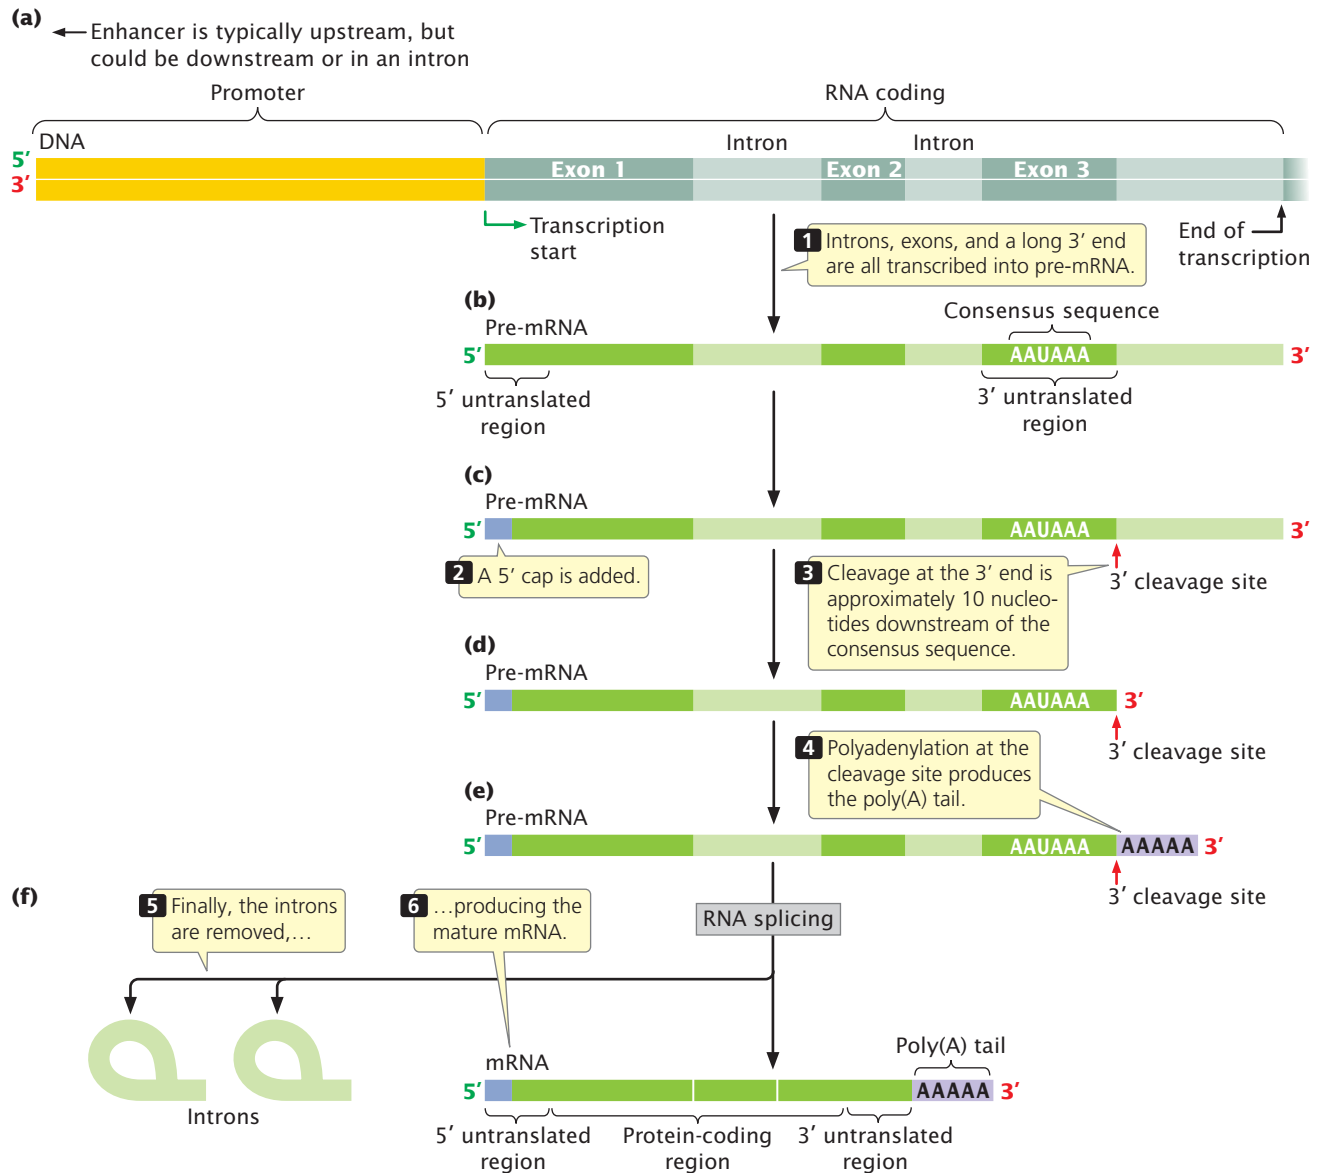 (a)
Enhancer is typically upstream, but
could be downstream or in an intron
Promoter
RNA coding
DNA
Intron
Intron
5′
3′
Exon 1
Exon 2
Exon 3
Transcription
start
End of
transcription
1 Introns, exons, and a long 3′ end
are all transcribed into pre-mRNA.
(b)
Pre-mRNA
Consensus sequence
5′
AAUAAA
3′
5′ untranslated
region
3′ untranslated
region
(c)
Pre-mRNA
5′
AAUAAA
3′
2 A 5′ cap is added.
3 Cleavage at the 3′ end is
approximately 10 nucleo-
tides downstream of the
consensus sequence.
3′ cleavage site
(d)
Pre-mRNA
5′
AAUAAA
3′
3′ cleavage site
4 Polyadenylation at the
cleavage site produces
the poly(A) tail.
(e)
Pre-mRNA
5′
AAUAAA
AAAAA
3′
3′ cleavage site
(f)
5 Finally, the introns
are removed,…
6 …producing the
mature mRNA.
RNA splicing
Introns
mRNA
Poly(A) tail
5′
AAAAA
3′
5′ untranslated
region
Protein-coding
region
3′ untranslated
region